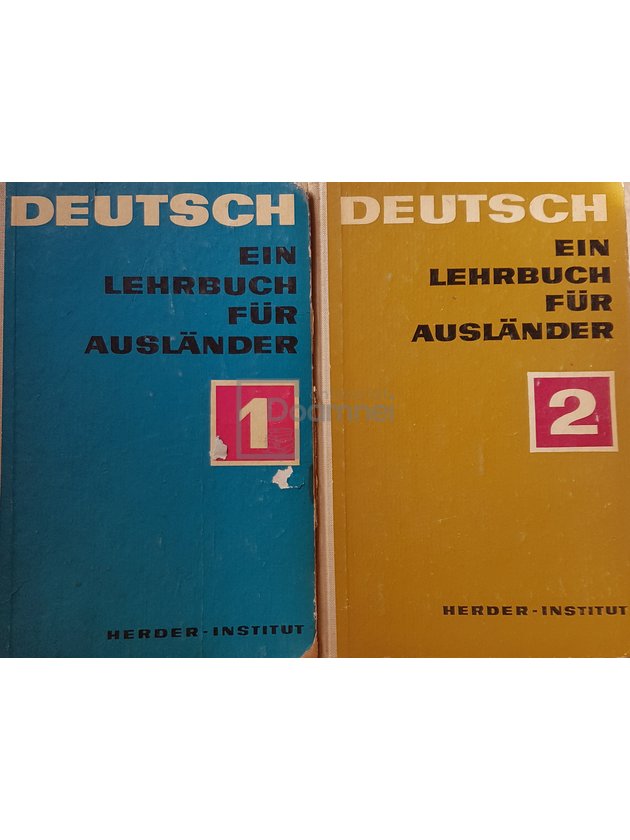 DEUTSCH
EIN
LEHRBUCH
FÜR
AUSLÄNDER
1
HERDER-INSTITUT
DEUTSCH
EIN
LEHRBUCH
FÜR
AUSLÄNDER
2
HERDER-INSTITUT